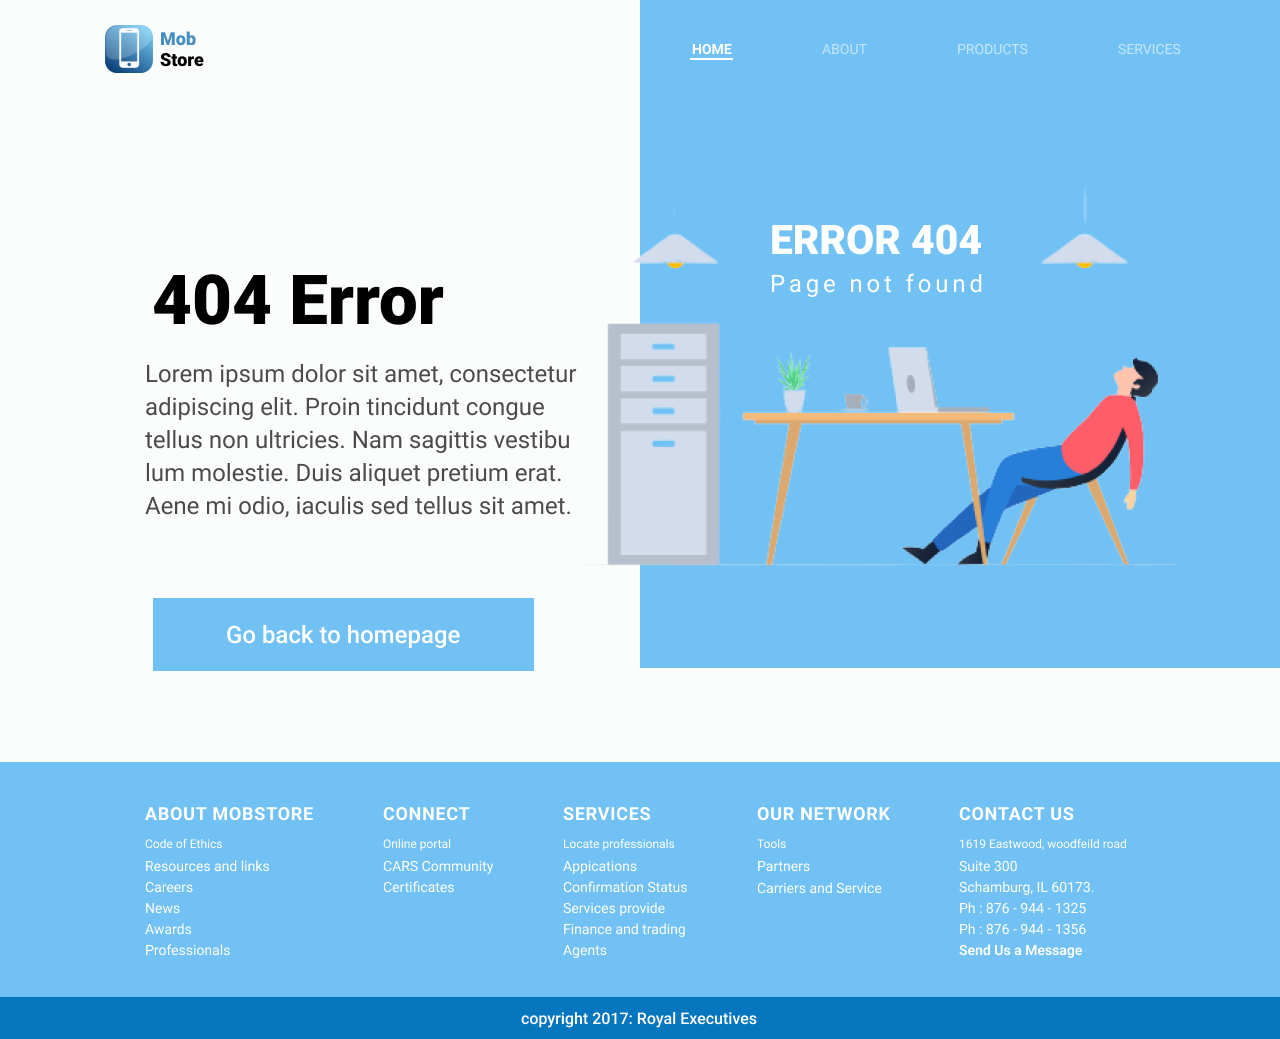 Mob
Store
HOME
ABOUT
PRODUCTS
SERVICES
404 Error
Lorem ipsum dolor sit amet, consectetur
adipiscing elit. Proin tincidunt congue
tellus non ultricies. Nam sagittis vestibu
lum molestie. Duis aliquet pretium erat.
Aene mi odio, iaculis sed tellus sit amet.
Go back to homepage
ERROR 404
Page not found
ABOUT MOBSTORE
Code of Ethics
Resources and links
Careers
News
Awards
Professionals
CONNECT
Online portal
CARS Community
Certificates
SERVICES
Locate professionals
Appications
Confirmation Status
Services provide
Finance and trading
Agents
OUR NETWORK
Tools
Partners
Carriers and Service
CONTACT US
1619 Eastwood, woodfeild road
Suite 300
Schamburg, IL 60173.
Ph : 876 - 944 - 1325
Ph : 876 - 944 - 1356
Send Us a Message
copyright 2017: Royal Executives